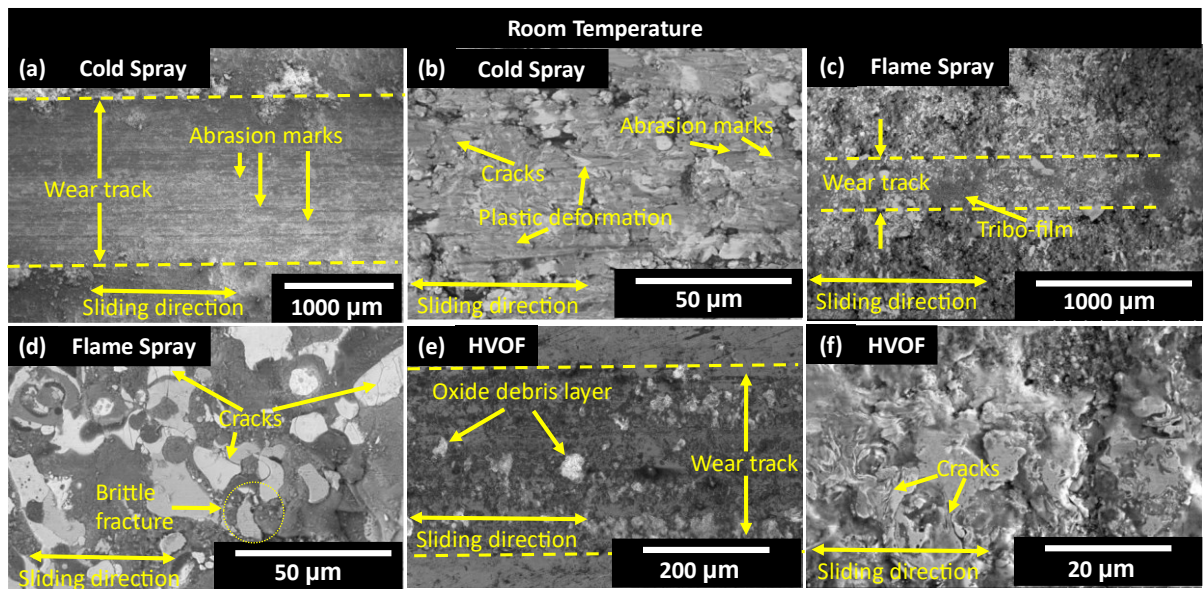 Room Temperature
(a) Cold Spray
Abrasion marks
Wear track
Sliding direction
1000 µm
(b) Cold Spray
Abrasion marks
Cracks
Plastic deformation
Sliding direction
50 µm
(c) Flame Spray
Wear track
Tribo-film
Sliding direction
1000 µm
(d) Flame Spray
Cracks
Brittle
fracture
Sliding direction
50 µm
(e) HVOF
Oxide debris layer
Wear track
Sliding direction
200 µm
(f) HVOF
Cracks
Sliding direction
20 µm